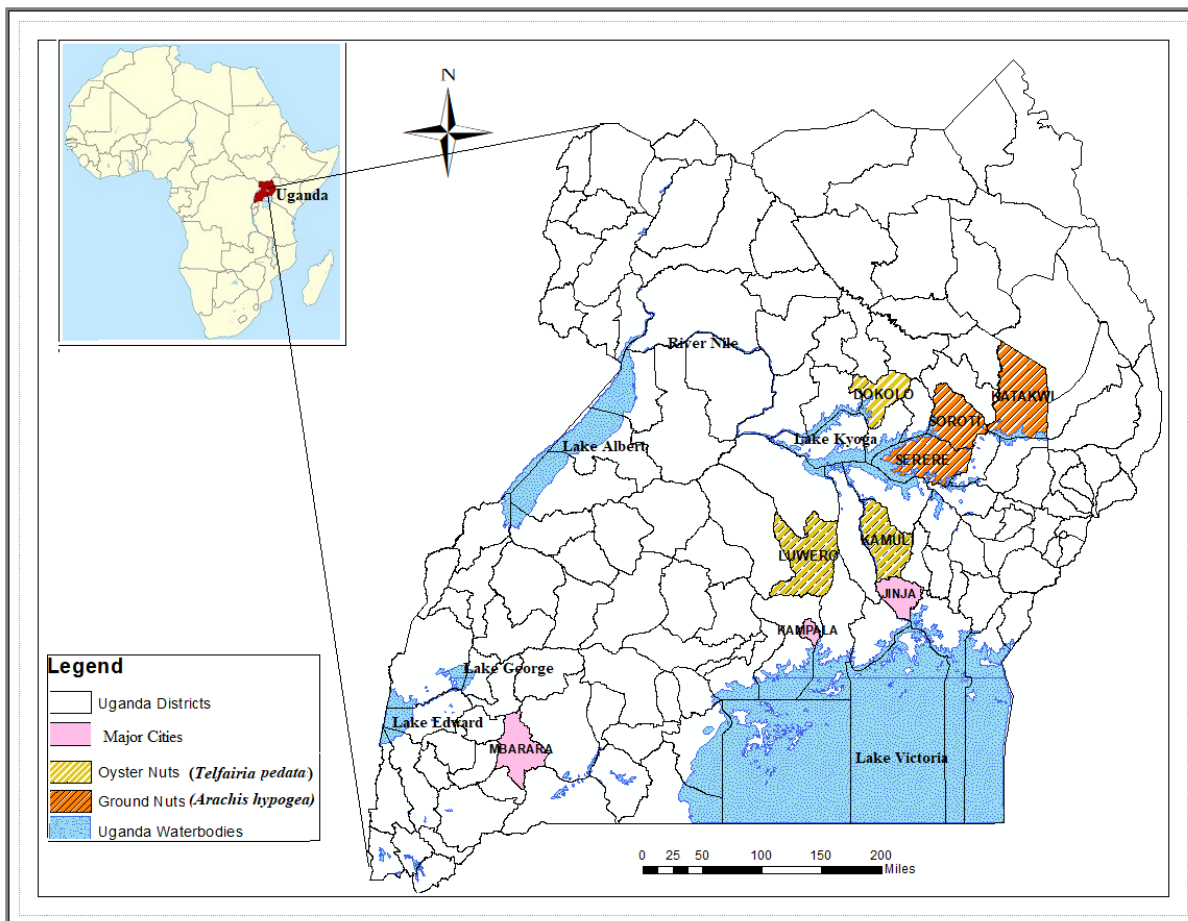 N
Uganda
River Nile
DOKOLO
KATAKWI
SOROTI
Lake Kyoga
Lake Albert
SERERE
LUWERO
KAMULI
JINJA
KAMPALA
Legend
Uganda Districts
Major Cities
Oyster Nuts (Telfairia pedata)
Ground Nuts (Arachis hypogea)
Uganda Waterbodies
Lake George
Lake Edward
MBARARA
Lake Victoria
0 25 50 100 150 200
Miles